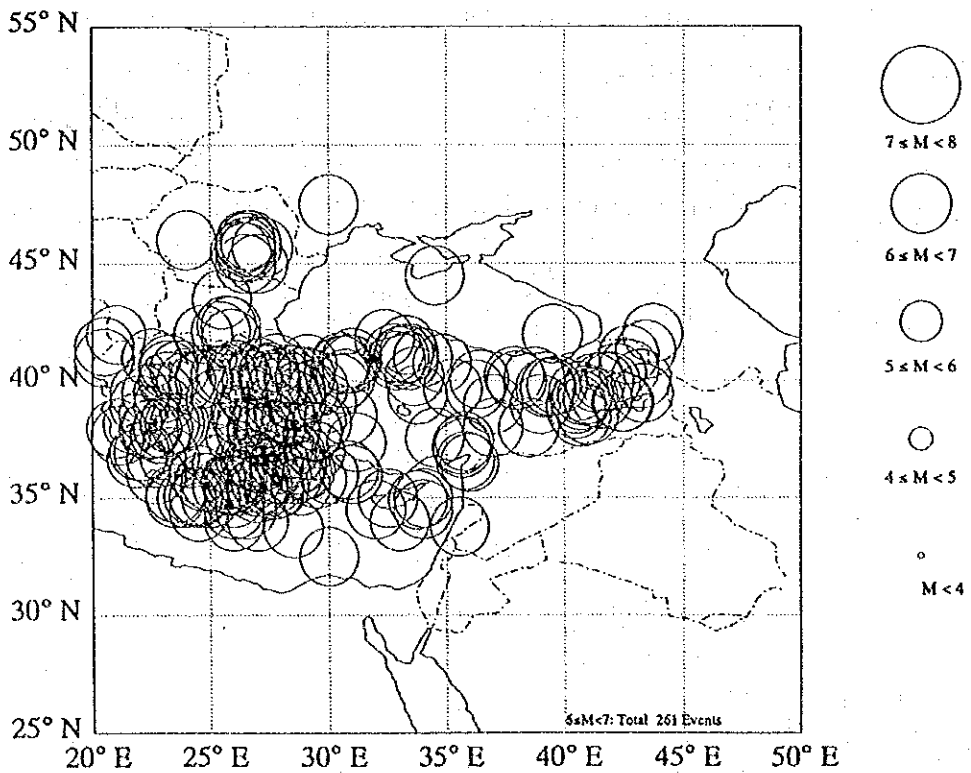 55° N
50° N
45° N
40° N
35° N
30° N
25° N
20° E 25° E 30° E 35° E 40° E 45° E 50° E
6≤M<7: Total 261 Events
7 ≤ M < 8
6 ≤ M < 7
5 ≤ M < 6
4 ≤ M < 5
M < 4